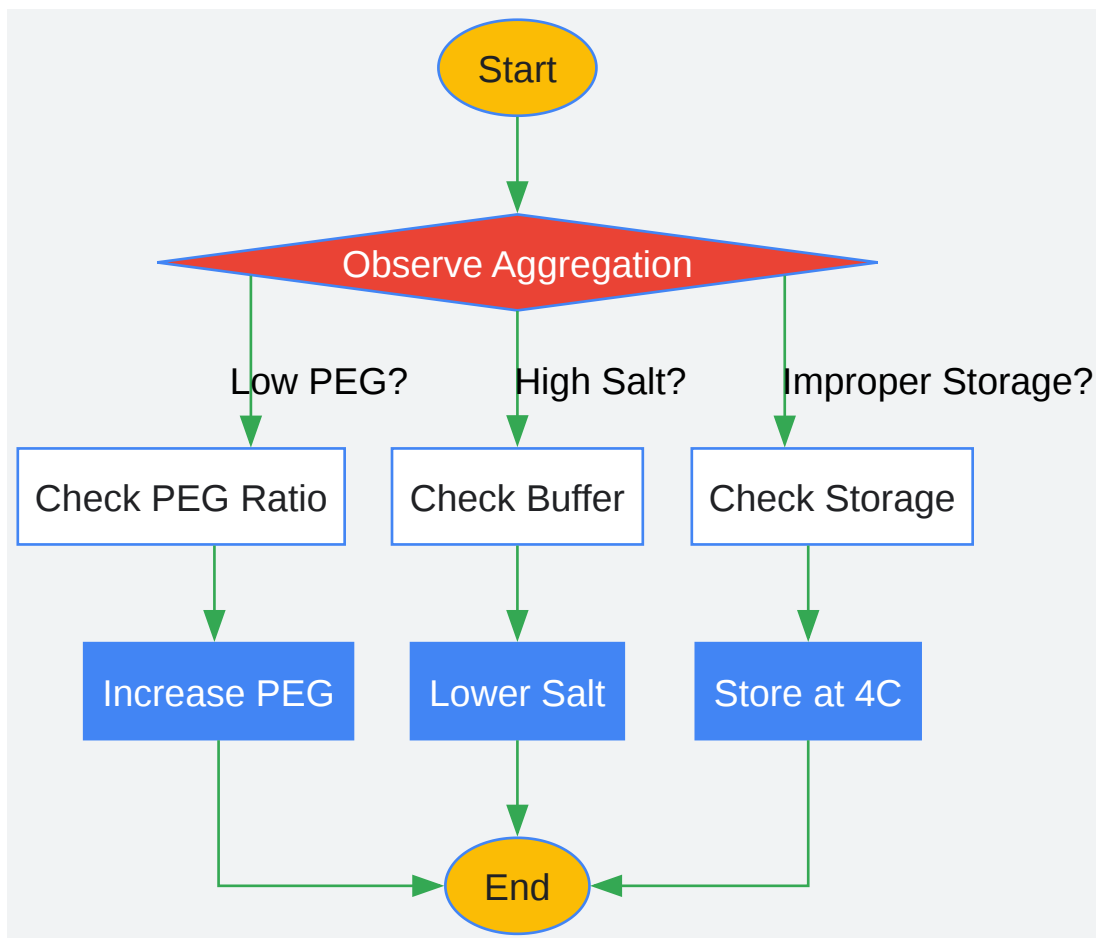 Start
Observe Aggregation
Low PEG?
High Salt?
Improper Storage?
Check PEG Ratio
Check Buffer
Check Storage
Increase PEG
Lower Salt
Store at 4C
End